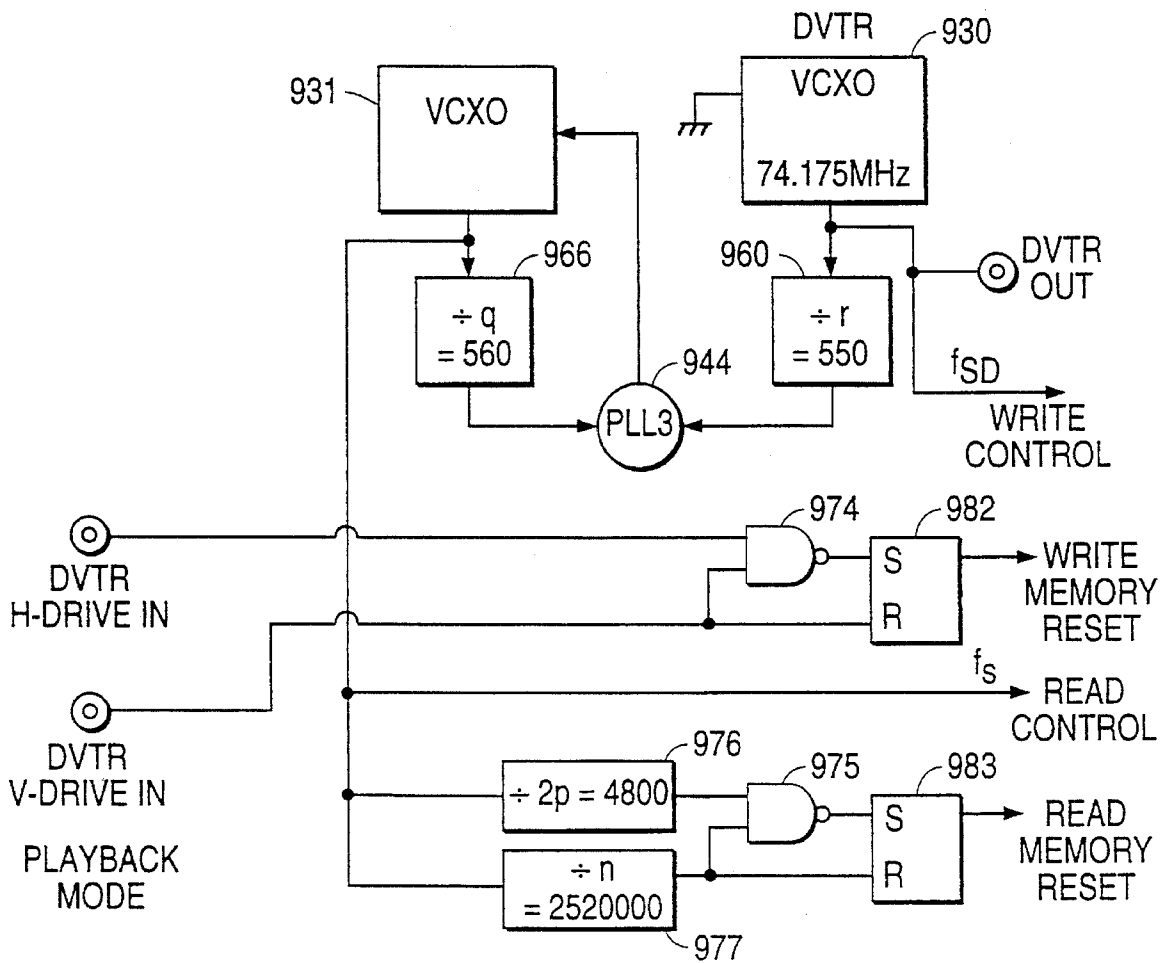 DVTR
930
931
VCXO
VCXO
74.175MHz
966
960
DVTR
OUT
÷ q
= 560
÷ r
= 550
944
PLL3
fSD
WRITE
CONTROL
974
982
DVTR
H-DRIVE IN
S
R
WRITE
MEMORY
RESET
fS
READ
CONTROL
DVTR
V-DRIVE IN
976
975
983
÷ 2p = 4800
S
R
READ
MEMORY
RESET
PLAYBACK
MODE
÷ n
= 2520000
977